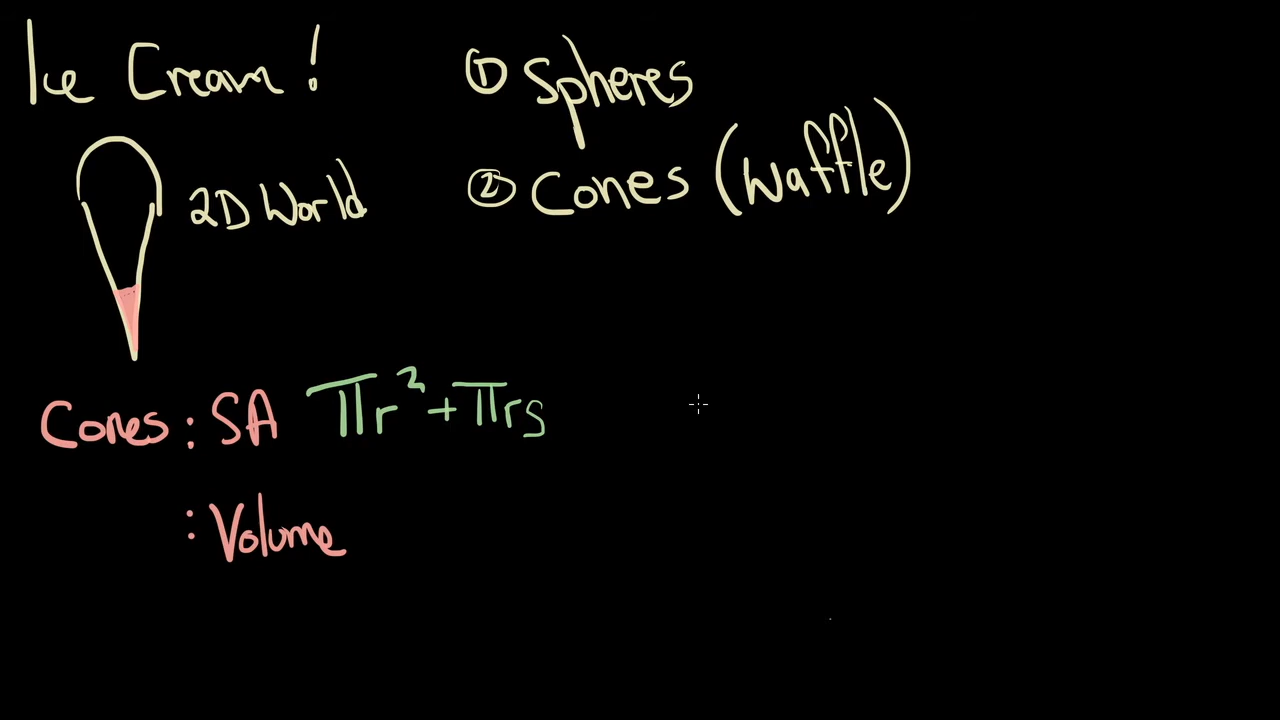 Ice Cream!
① Spheres
2D World
② Cones (Waffle)
Cones: SA πr²+πrs
: Volume